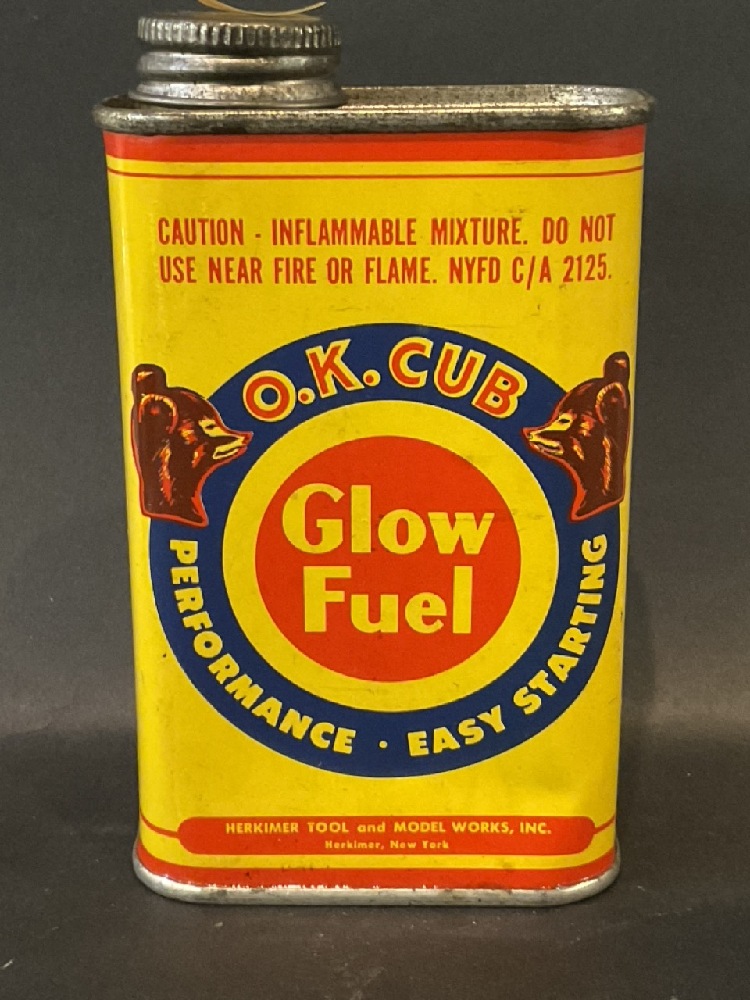 CAUTION - INFLAMMABLE MIXTURE. DO NOT
USE NEAR FIRE OR FLAME. NYFD C/A 2125.
O.K. CUB
Glow
Fuel
PERFORMANCE · EASY STARTING
HERKIMER TOOL and MODEL WORKS, INC.
Herkimer, New York